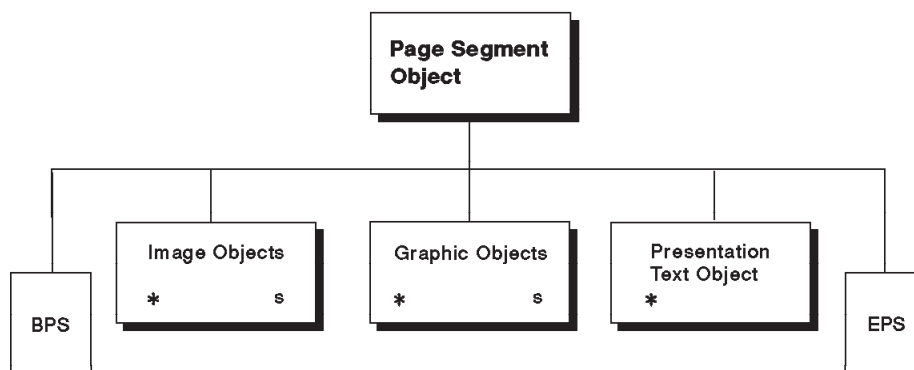 Page Segment
Object
Image Objects
* s
Graphic Objects
* s
Presentation
Text Object
*
BPS
EPS